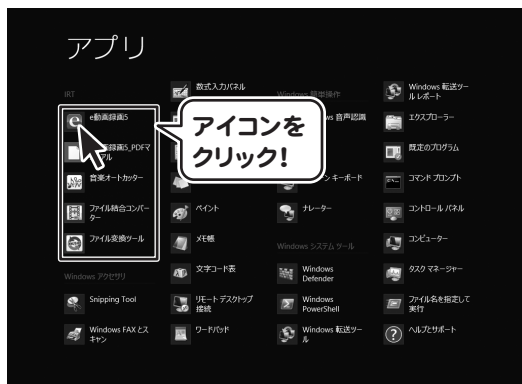 アプリ
IRT
e動画録画5
画録画5_PDFマ
アル
音楽オートカッター
ファイル結合コンバー
ター
ファイル変換ツール
Windows アクセサリ
Snipping Tool
Windows FAX とス
キャン
数式入力パネル
ペイント
メモ帳
文字コード表
リモート デスクトップ
接続
ワードパッド
アイコンを
クリック!
Windows 簡単操作
ws 音声認識
ン キーボード
ナレーター
Windows システム ツール
Windows
Defender
Windows
PowerShell
Windows 転送ツー
ル
Windows 転送ツー
ル レポート
エクスプローラー
既定のプログラム
コマンド プロンプト
コントロール パネル
コンピューター
タスク マネージャー
ファイル名を指定して
実行
ヘルプとサポート